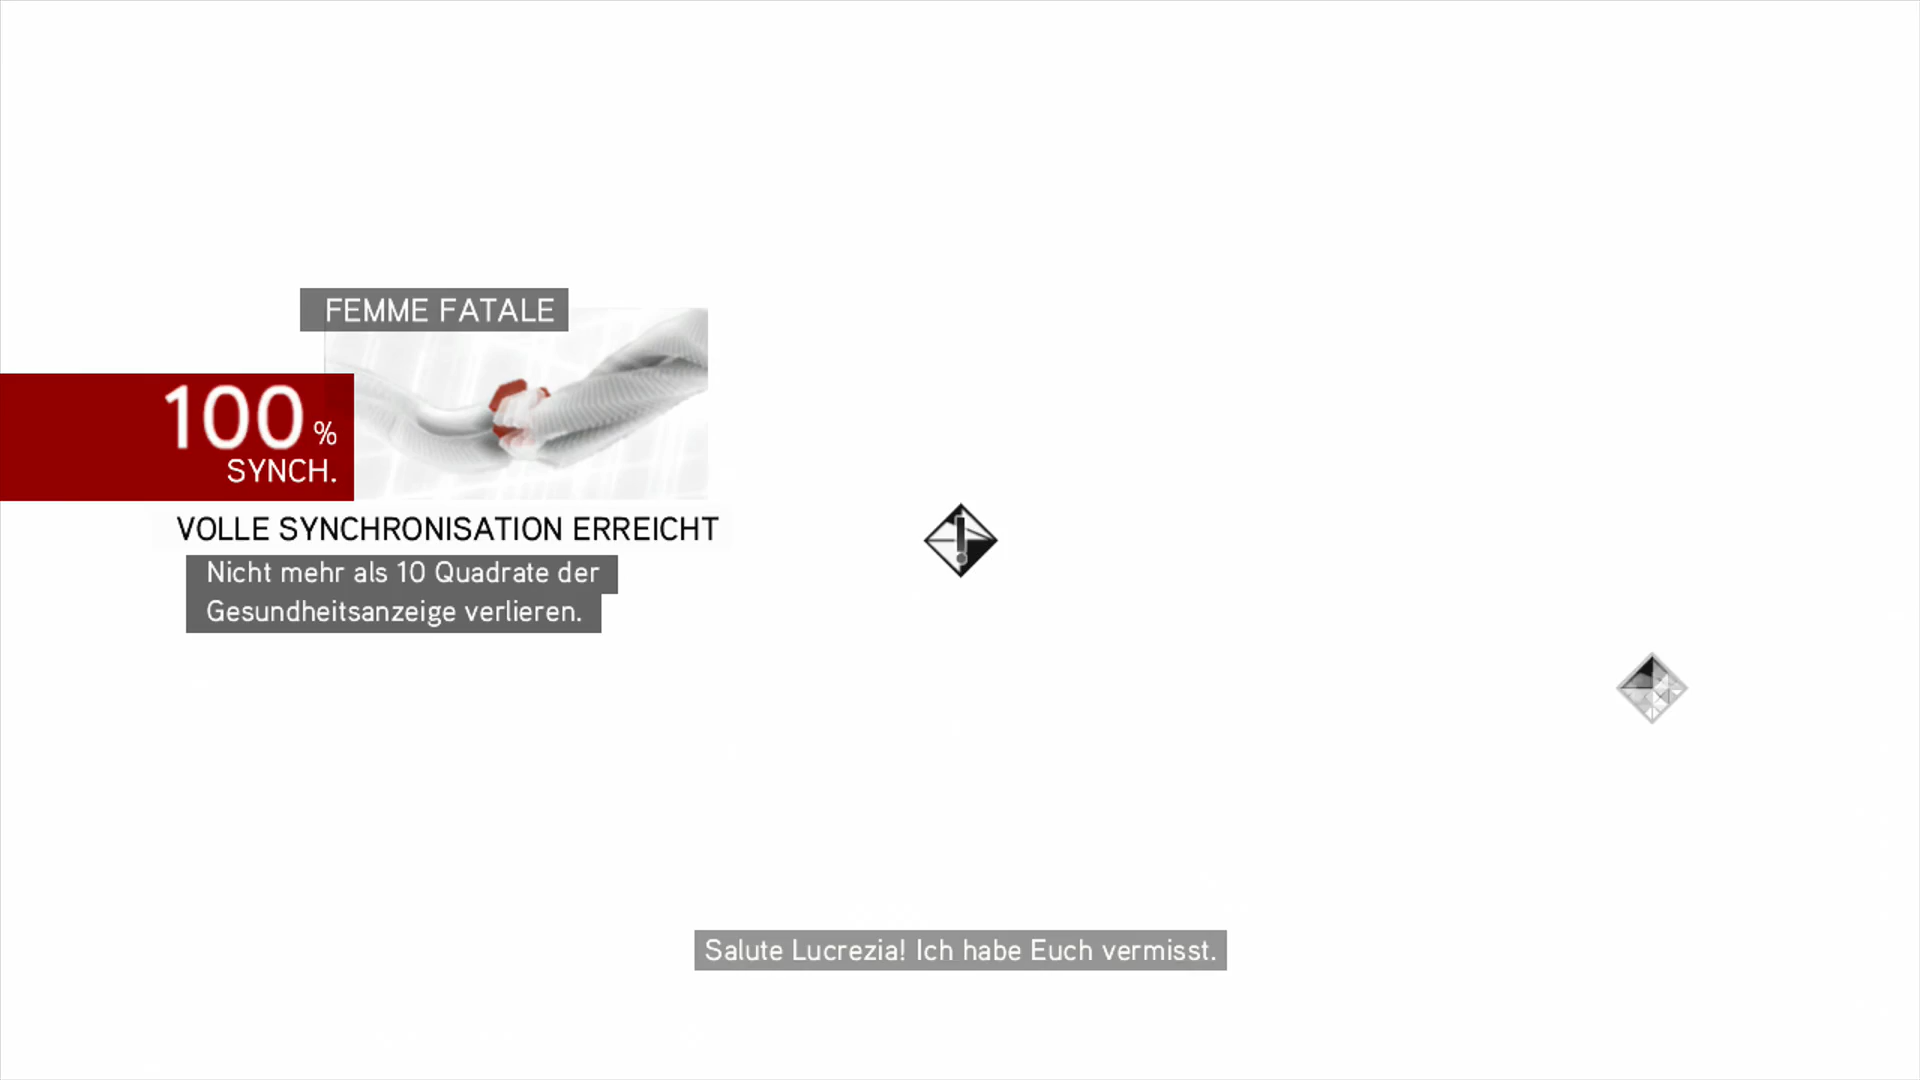 FEMME FATALE
100 %
SYNCH.
VOLLE SYNCHRONISATION ERREICHT
Nicht mehr als 10 Quadrate der
Gesundheitsanzeige verlieren.
Salute Lucrezia! Ich habe Euch vermisst.